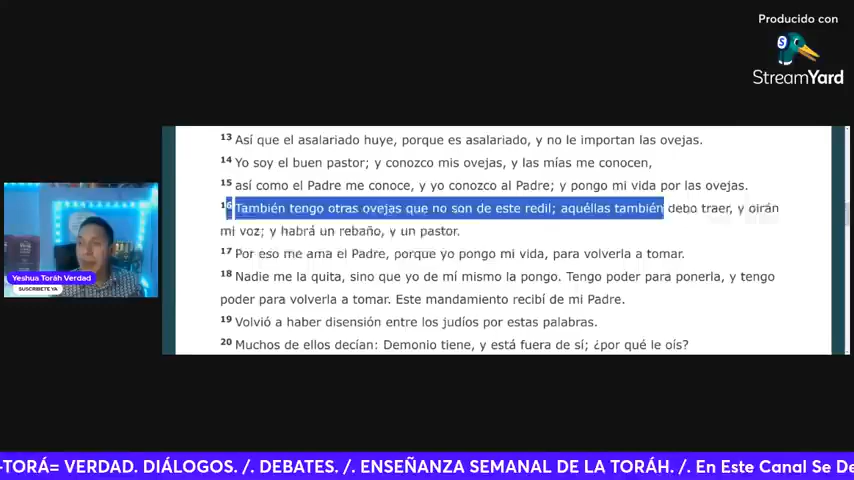 Producido con
StreamYard
13 Así que el asalariado huye, porque es asalariado, y no le importan las ovejas.
14 Yo soy el buen pastor; y conozco mis ovejas, y las mías me conocen,
15 así como el Padre me conoce, y yo conozco al Padre; y pongo mi vida por las ovejas.
16 También tengo otras ovejas que no son de este redil; aquéllas también debo traer, y oirán
mi voz; y habrá un rebaño, y un pastor.
17 Por eso me ama el Padre, porque yo pongo mi vida, para volverla a tomar.
18 Nadie me la quita, sino que yo de mí mismo la pongo. Tengo poder para ponerla, y tengo
poder para volverla a tomar. Este mandamiento recibí de mi Padre.
19 Volvió a haber disensión entre los judíos por estas palabras.
20 Muchos de ellos decían: Demonio tiene, y está fuera de sí; ¿por qué le oís?
Yeshua Toráh Verdad
SUSCRIBETE YA
-TORÁ= VERDAD. DIÁLOGOS. /. DEBATES. /. ENSEÑANZA SEMANAL DE LA TORÁH. /. En Este Canal Se De